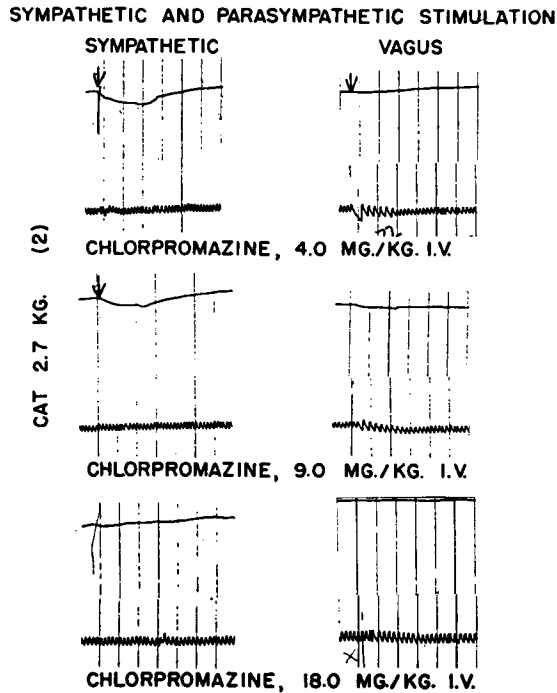 SYMPATHETIC AND PARASYMPATHETIC STIMULATION
SYMPATHETIC VAGUS
CAT 2.7 KG. (2)
CHLORPROMAZINE, 4.0 MG./KG. I.V.
CHLORPROMAZINE, 9.0 MG./KG. I.V.
CHLORPROMAZINE, 18.0 MG./KG. I.V.